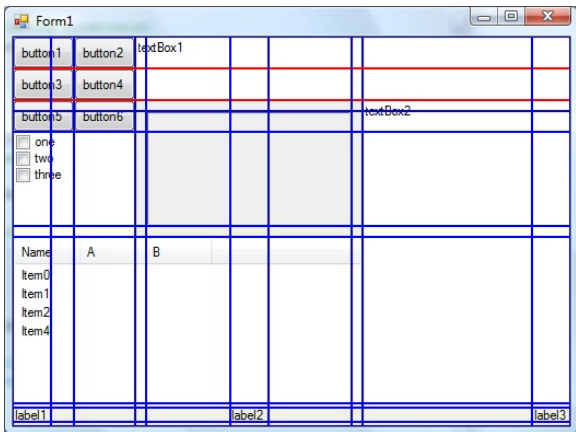 Form1
button1 button2 textBox1
button3 button4
button5 button6 textBox2
one
two
three
Name A B
Item0
Item1
Item2
Item4
label1 label2 label3